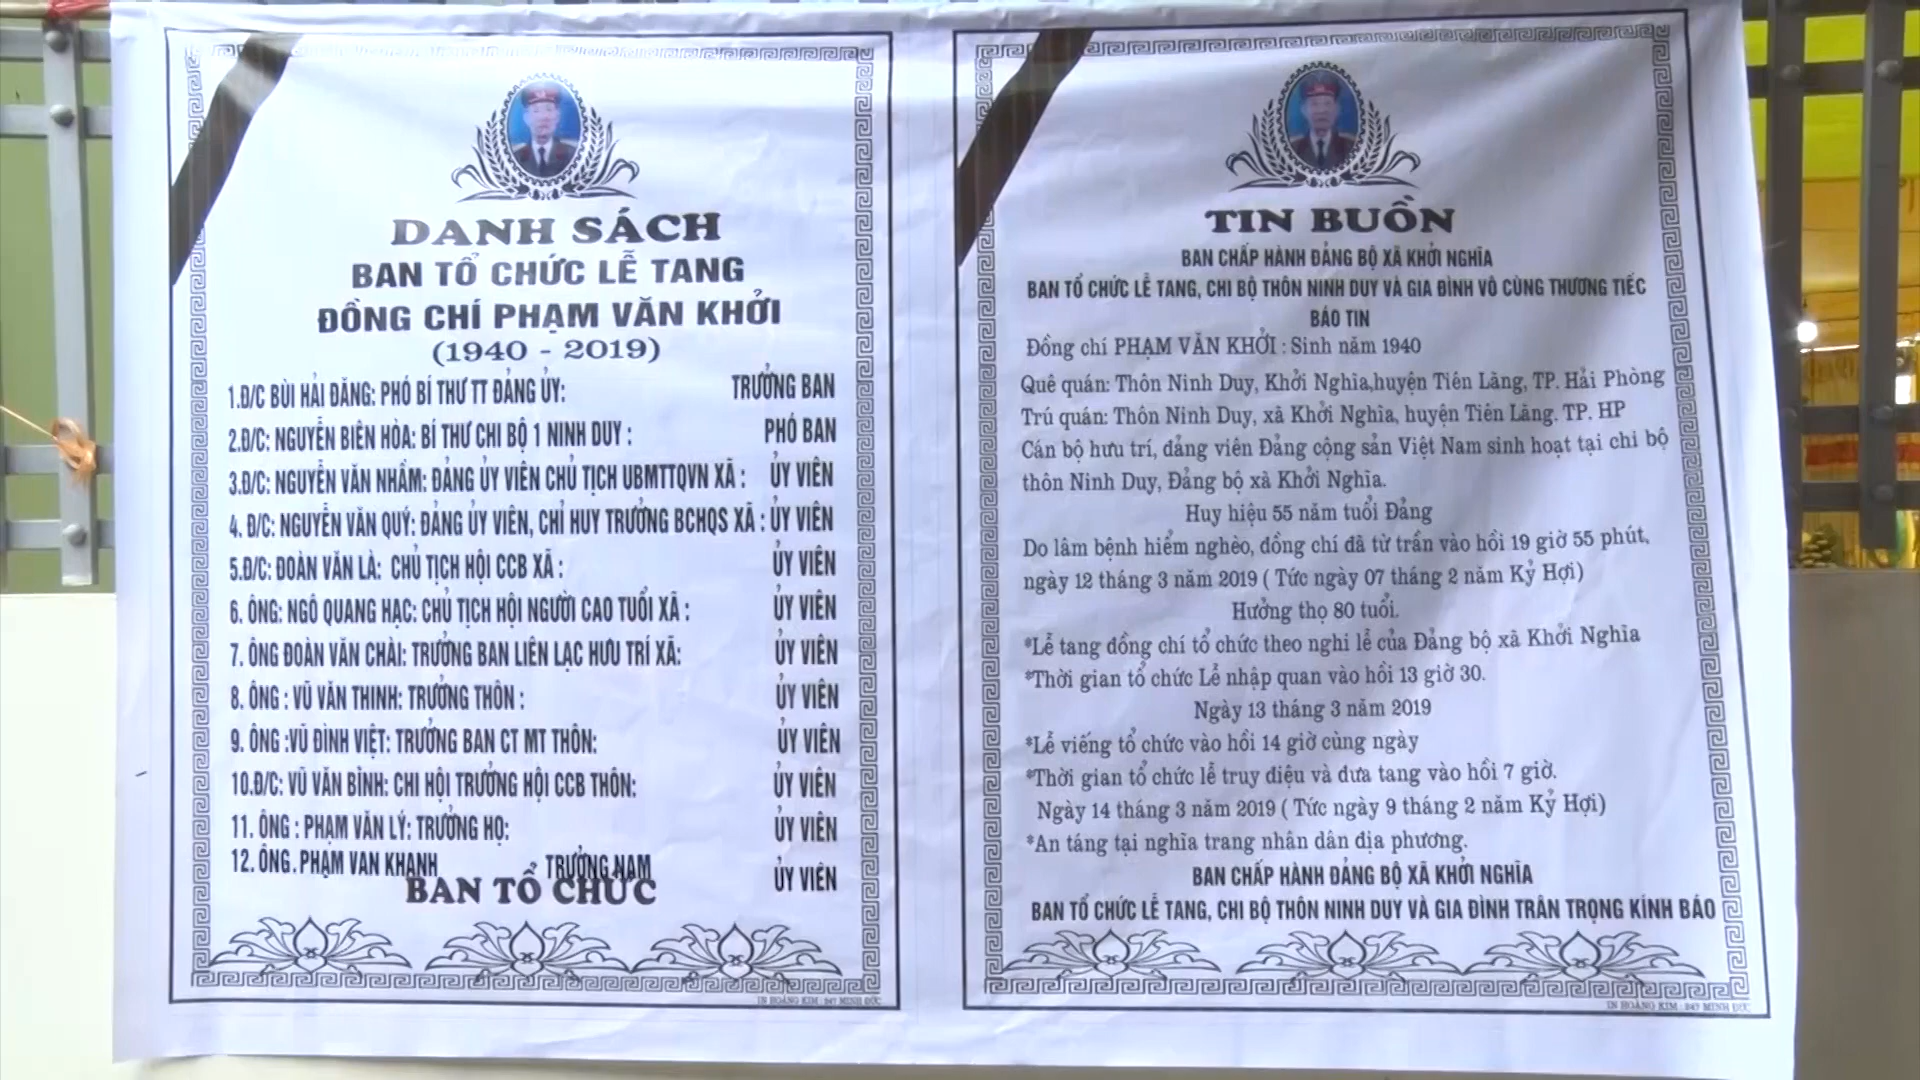 DANH SÁCH
BAN TỔ CHỨC LỄ TANG
ĐỒNG CHÍ PHẠM VĂN KHỞI
(1940 - 2019)
1.Đ/C BÙI HẢI ĐĂNG: PHÓ BÍ THƯ TT ĐẢNG ỦY: TRƯỞNG BAN
2.Đ/C: NGUYỄN BIÊN HÒA: BÍ THƯ CHI BỘ 1 NINH DUY : PHÓ BAN
3.Đ/C: NGUYỄN VĂN NHẦM: ĐẢNG ỦY VIÊN CHỦ TỊCH UBMTTQVN XÃ : ỦY VIÊN
4. Đ/C: NGUYỄN VĂN QUÝ: ĐẢNG ỦY VIÊN, CHỈ HUY TRƯỞNG BCHQS XÃ : ỦY VIÊN
5.Đ/C: ĐOÀN VĂN LÀ: CHỦ TỊCH HỘI CCB XÃ : ỦY VIÊN
6. ÔNG: NGÔ QUANG HẠC: CHỦ TỊCH HỘI NGƯỜI CAO TUỔI XÃ : ỦY VIÊN
7. ÔNG ĐOÀN VĂN CHÀI: TRƯỞNG BAN LIÊN LẠC HƯU TRÍ XÃ: ỦY VIÊN
8. ÔNG : VŨ VĂN THINH: TRƯỞNG THÔN : ỦY VIÊN
9. ÔNG :VŨ ĐÌNH VIỆT: TRƯỞNG BAN CT MT THÔN: ỦY VIÊN
10.Đ/C: VŨ VĂN BÌNH: CHI HỘI TRƯỞNG HỘI CCB THÔN: ỦY VIÊN
11. ÔNG : PHẠM VĂN LÝ: TRƯỞNG HỌ: ỦY VIÊN
12. ÔNG. PHẠM VAN KHANH TRƯỞNG NAM ỦY VIÊN
BAN TỔ CHỨC
IN HOÀNG KIM : 247 MINH ĐỨC
TIN BUỒN
BAN CHẤP HÀNH ĐẢNG BỘ XÃ KHỞI NGHĨA
BAN TỔ CHỨC LỄ TANG, CHI BỘ THÔN NINH DUY VÀ GIA ĐÌNH VÔ CÙNG THƯƠNG TIẾC
BÁO TIN
Đồng chí PHẠM VĂN KHỞI : Sinh năm 1940
Quê quán: Thôn Ninh Duy, Khởi Nghĩa,huyện Tiên Lãng, TP. Hải Phòng
Trú quán: Thôn Ninh Duy, xã Khởi Nghĩa, huyện Tiên Lãng, TP. HP
Cán bộ hưu trí, đảng viên Đảng cộng sản Việt Nam sinh hoạt tại chi bộ
thôn Ninh Duy, Đảng bộ xã Khởi Nghĩa.
Huy hiệu 55 năm tuổi Đảng
Do lâm bệnh hiểm nghèo, đồng chí đã từ trần vào hồi 19 giờ 55 phút,
ngày 12 tháng 3 năm 2019 ( Tức ngày 07 tháng 2 năm Kỷ Hợi)
Hưởng thọ 80 tuổi.
*Lễ tang đồng chí tổ chức theo nghi lễ của Đảng bộ xã Khởi Nghĩa
*Thời gian tổ chức Lễ nhập quan vào hồi 13 giờ 30.
Ngày 13 tháng 3 năm 2019
*Lễ viếng tổ chức vào hồi 14 giờ cùng ngày
*Thời gian tổ chức lễ truy điệu và đưa tang vào hồi 7 giờ.
Ngày 14 tháng 3 năm 2019 ( Tức ngày 9 tháng 2 năm Kỷ Hợi)
*An táng tại nghĩa trang nhân dân địa phương.
BAN CHẤP HÀNH ĐẢNG BỘ XÃ KHỞI NGHĨA
BAN TỔ CHỨC LỄ TANG, CHI BỘ THÔN NINH DUY VÀ GIA ĐÌNH TRÂN TRỌNG KÍNH BÁO
IN HOÀNG KIM : 247 MINH ĐỨC